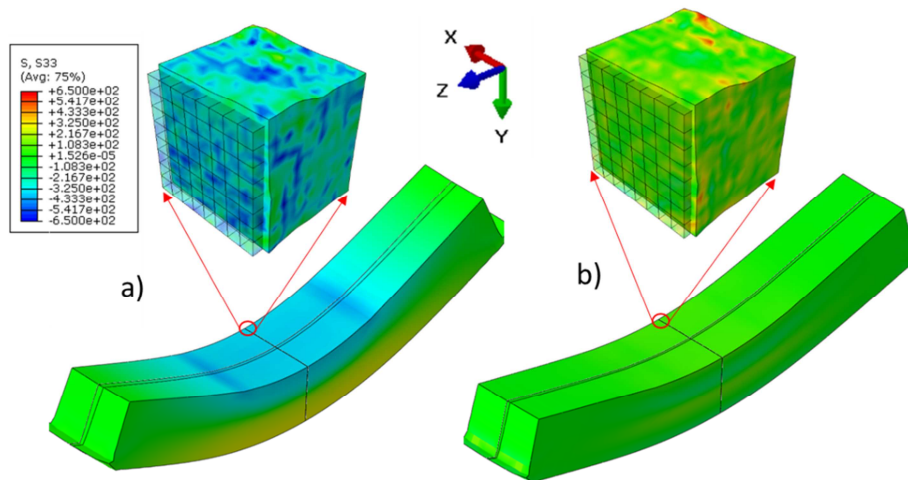 S, S33
(Avg: 75%)
+6.500e+02
+5.417e+02
+4.333e+02
+3.250e+02
+2.167e+02
+1.083e+02
+1.526e-05
-1.083e+02
-2.167e+02
-3.250e+02
-4.333e+02
-5.417e+02
-6.500e+02
X
Z
Y
a)
b)